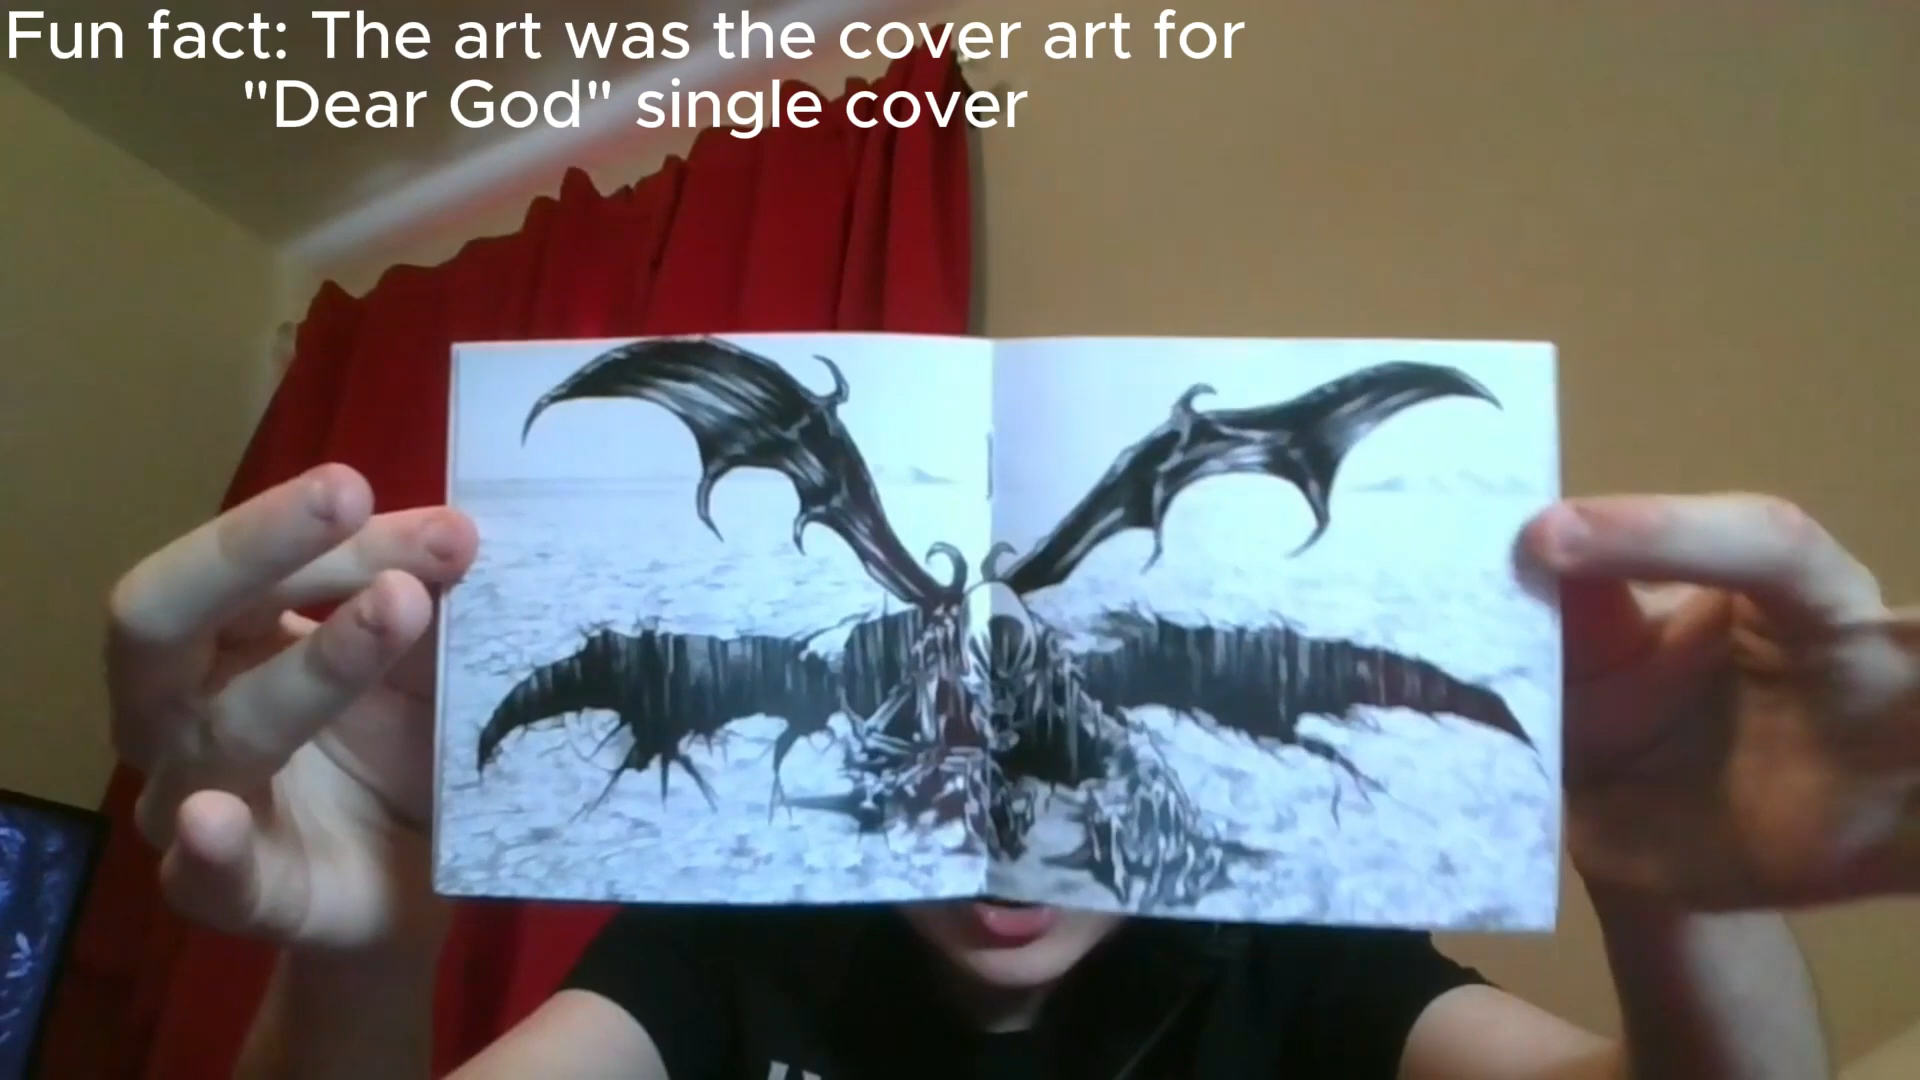 Fun fact: The art was the cover art for
"Dear God" single cover